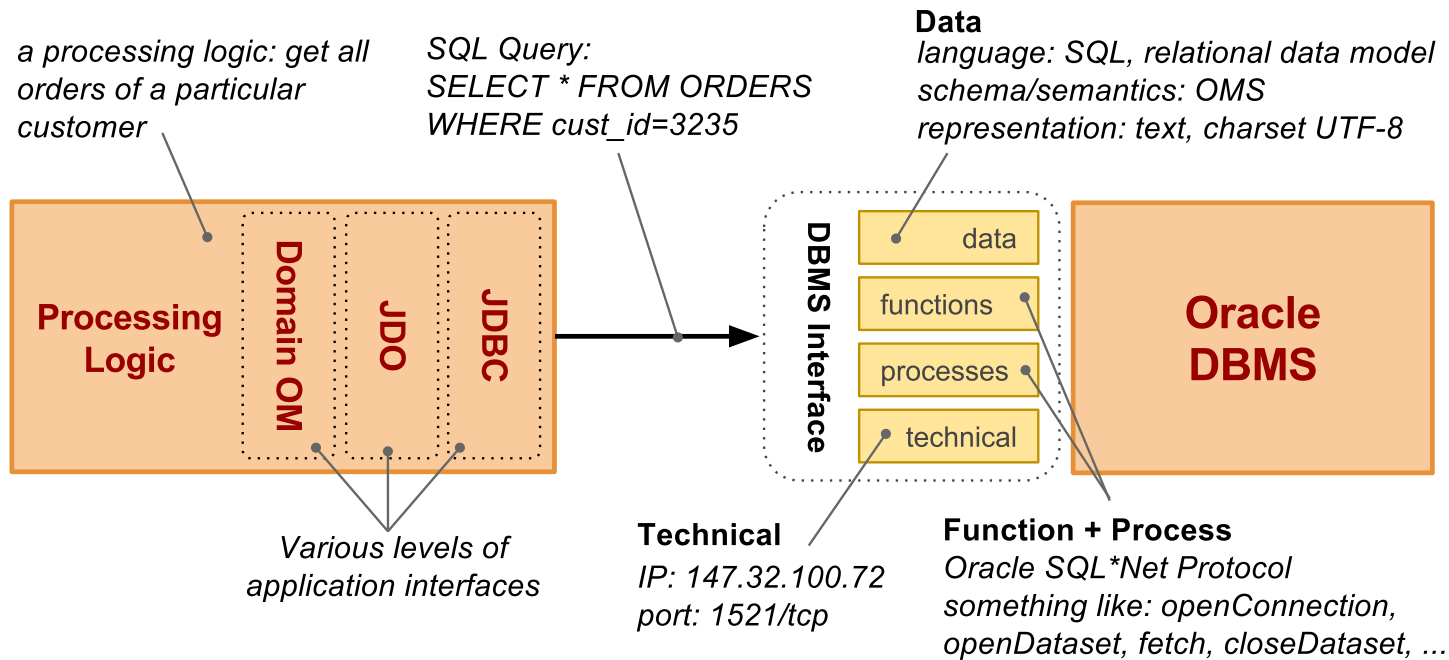 a processing logic: get all
orders of a particular
customer
SQL Query:
SELECT * FROM ORDERS
WHERE cust_id=3235
Data
language: SQL, relational data model
schema/semantics: OMS
representation: text, charset UTF-8
Processing
Logic
Domain OM
JDO
JDBC
DBMS Interface
data
functions
processes
technical
Oracle
DBMS
Various levels of
application interfaces
Technical
IP: 147.32.100.72
port: 1521/tcp
Function + Process
Oracle SQL*Net Protocol
something like: openConnection,
openDataset, fetch, closeDataset, ...